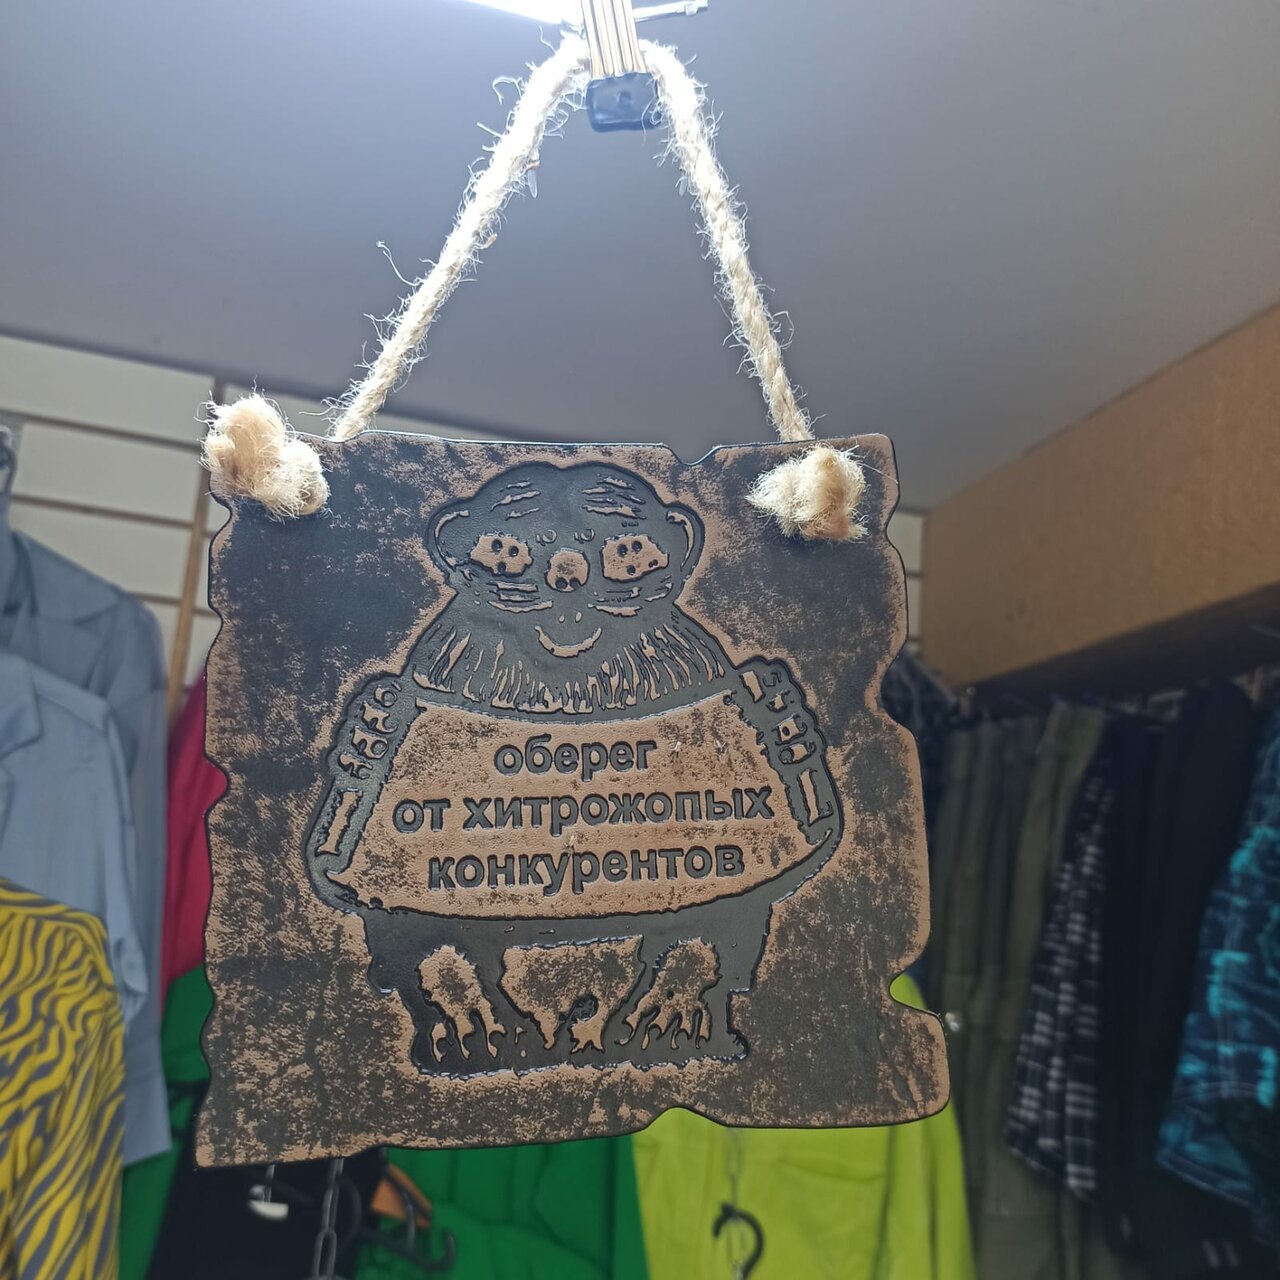 оберег
от хитрожопых
конкурентов